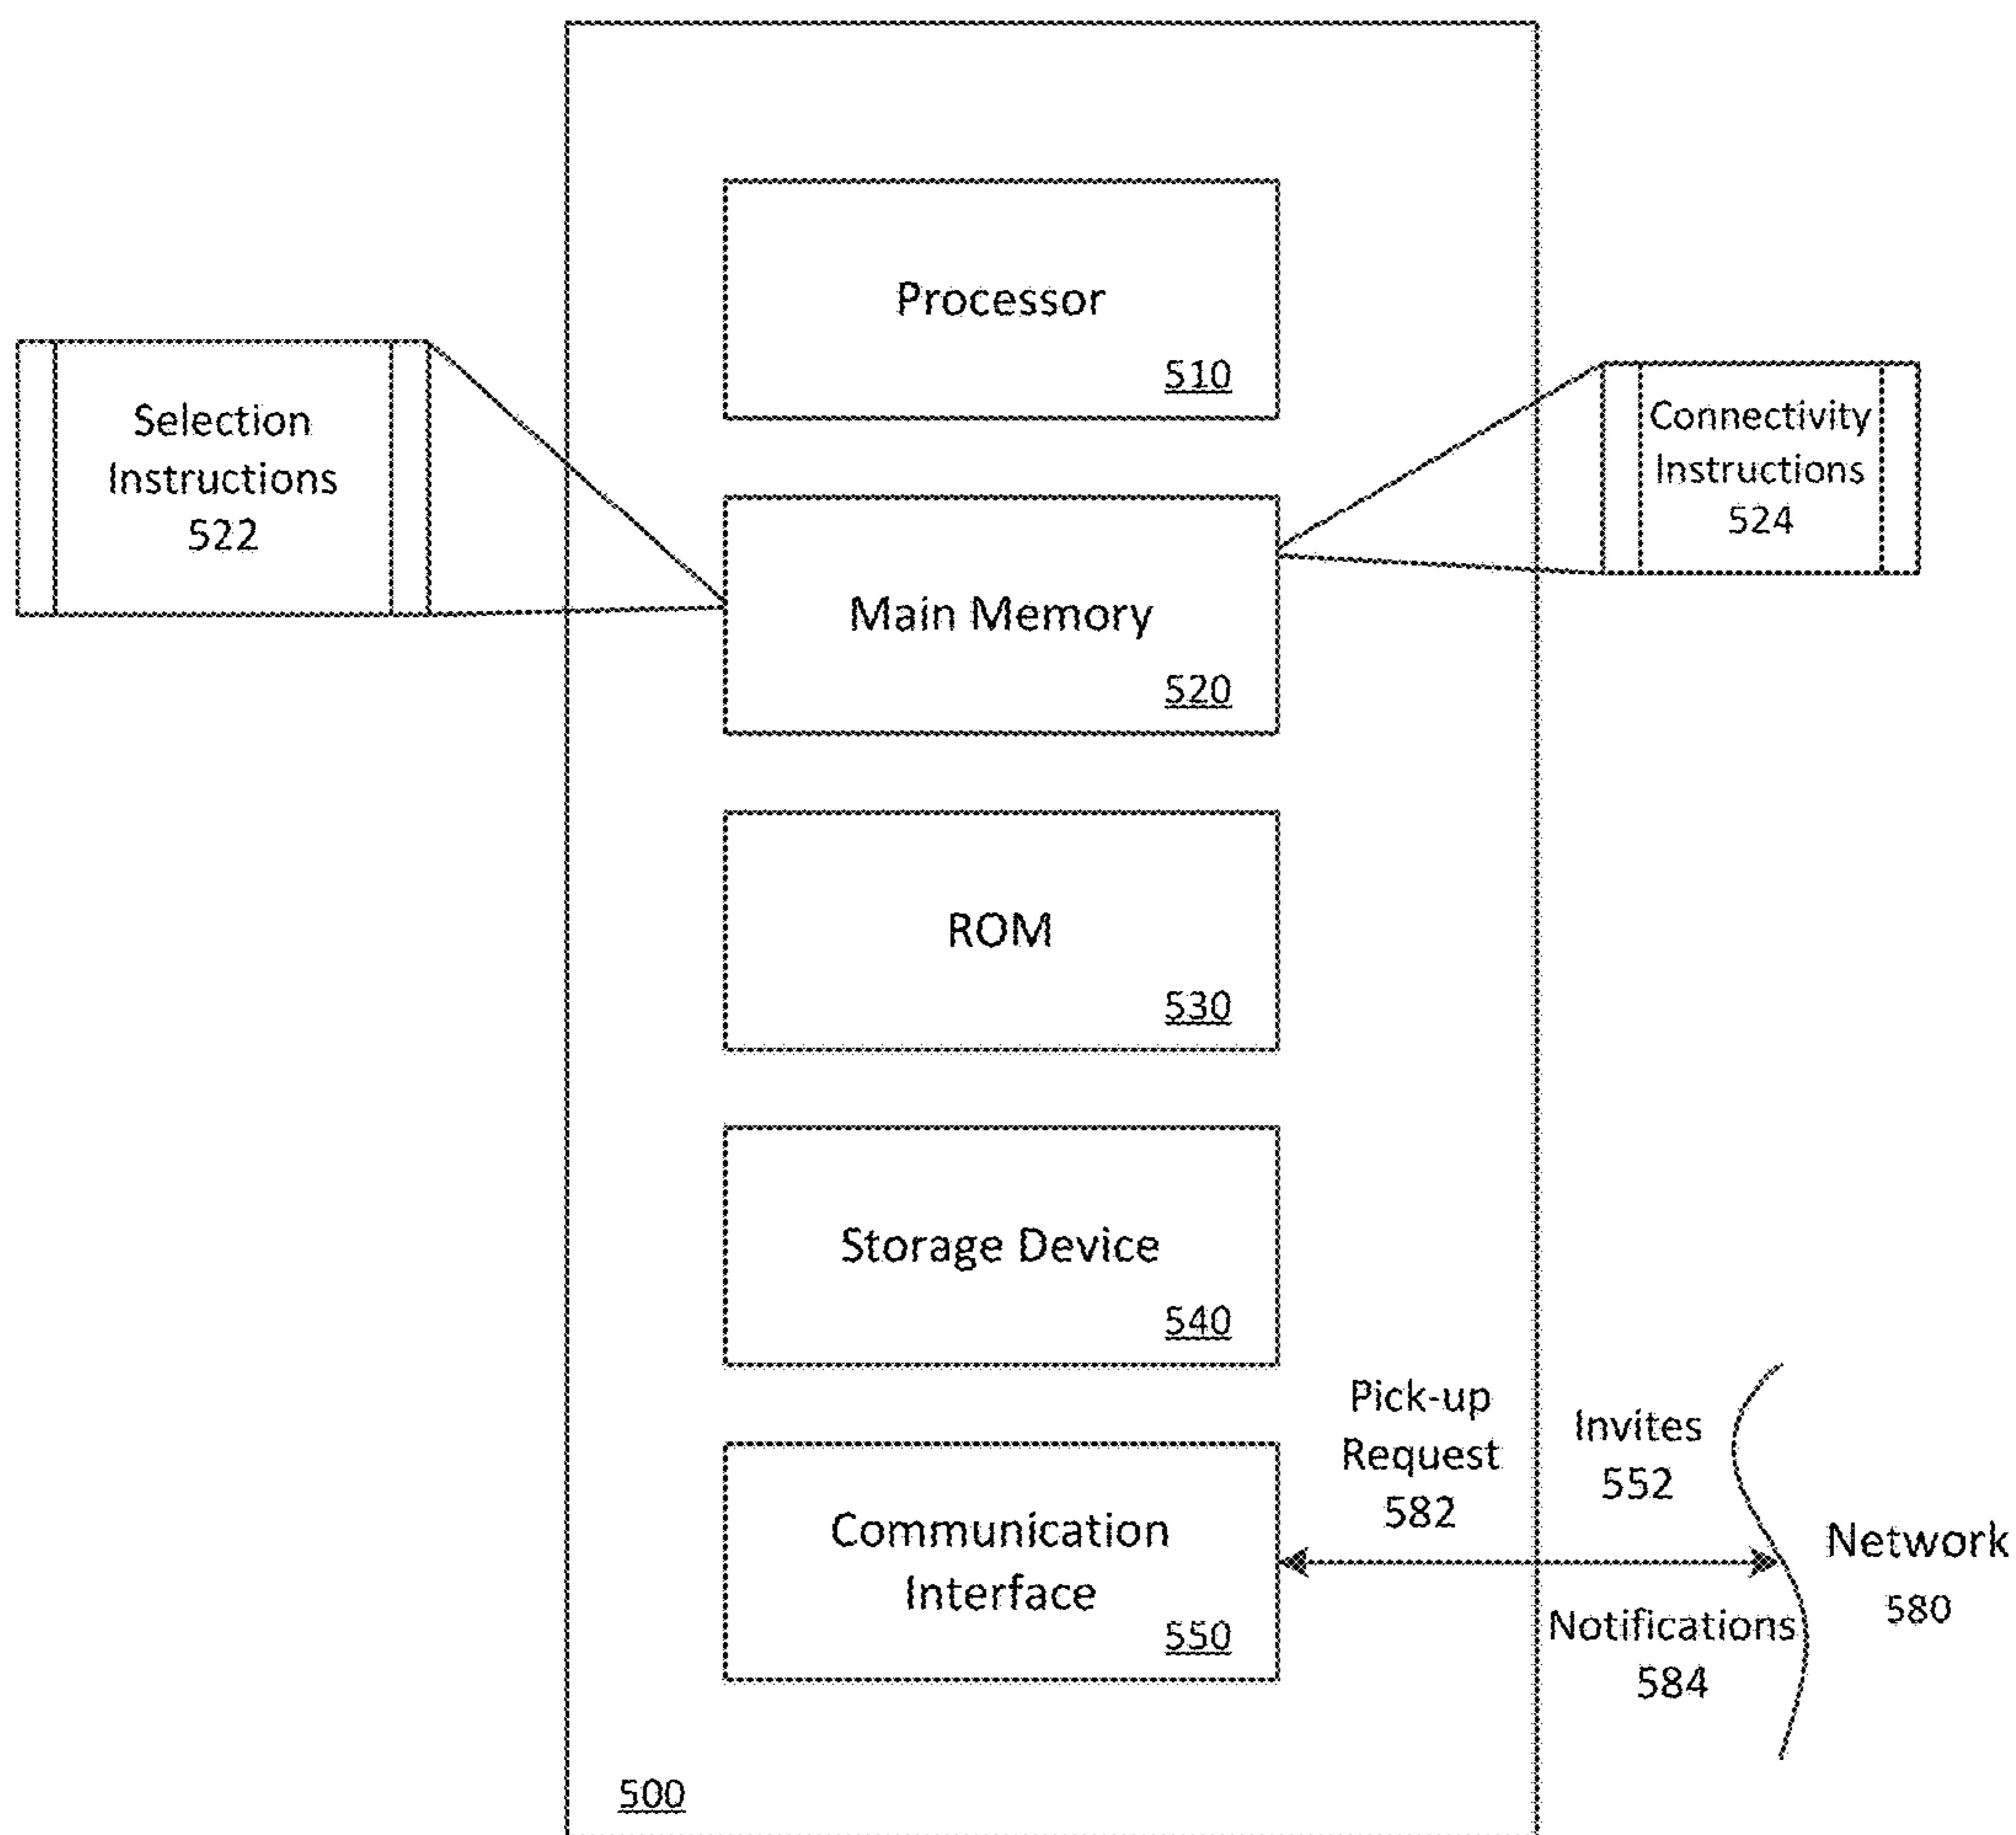 Processor
510
Selection
Instructions
522
Connectivity
Instructions
524
Main Memory
520
ROM
530
Storage Device
540
Pick-up
Request
582
Invites
552
Communication
Interface
550
Network
580
Notifications
584
500